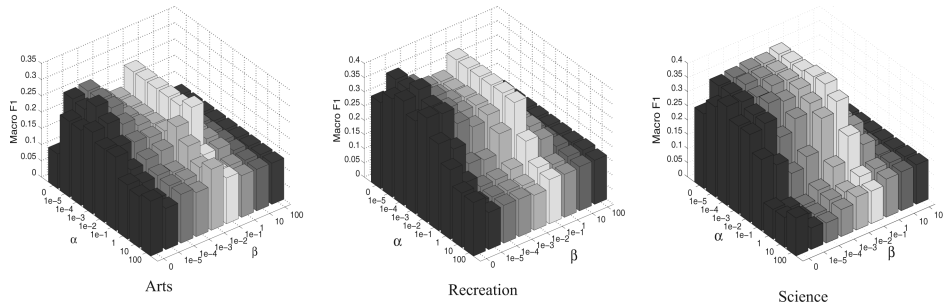 0.35
0.3
0.25
0.2
0.15
0.1
0.05
0
Macro F1
0
1e-5
1e-4
1e-3
1e-2
1e-1
1
10
100
α
0
1e-5
1e-4
1e-3
1e-2
1e-1
1
10
100
β
Arts
0.4
0.35
0.3
0.25
0.2
0.15
0.1
0.05
0
Macro F1
0
1e-5
1e-4
1e-3
1e-2
1e-1
1
10
100
α
0
1e-5
1e-4
1e-3
1e-2
1e-1
1
10
100
β
Recreation
0.4
0.35
0.3
0.25
0.2
0.15
0.1
0.05
0
Macro F1
0
1e-5
1e-4
1e-3
1e-2
1e-1
1
10
100
α
0
1e-5
1e-4
1e-3
1e-2
1e-1
1
10
β
Science